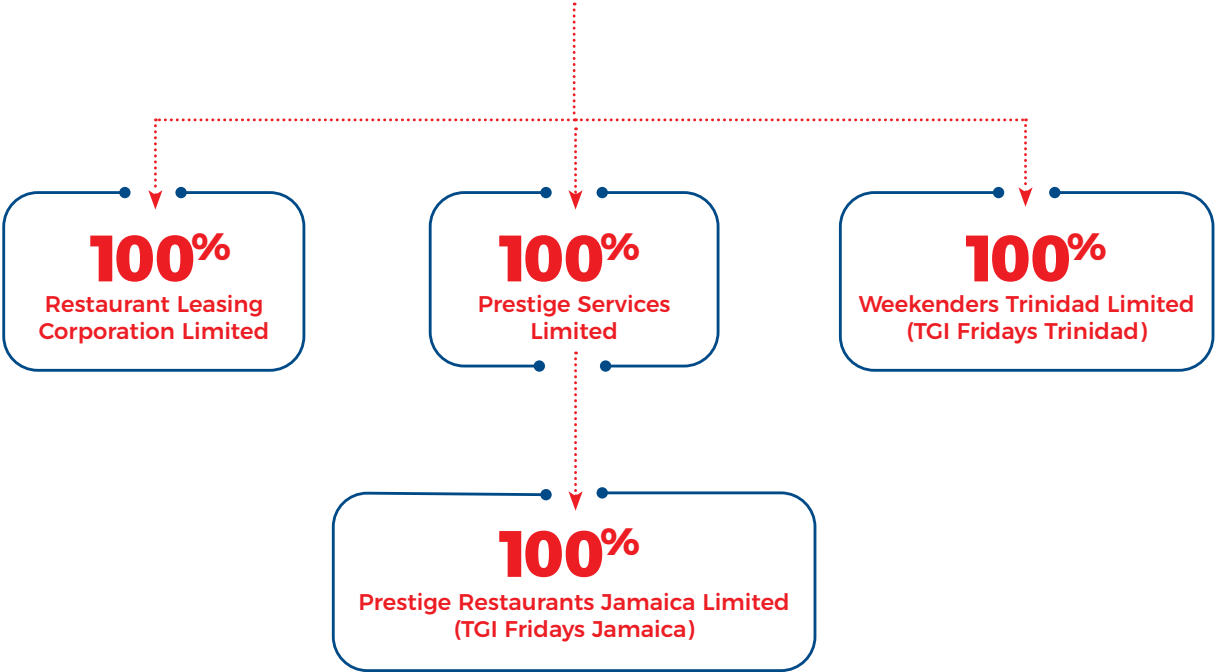 100%
Restaurant Leasing
Corporation Limited
100%
Prestige Services
Limited
100%
Weekenders Trinidad Limited
(TGI Fridays Trinidad)
100%
Prestige Restaurants Jamaica Limited
(TGI Fridays Jamaica)